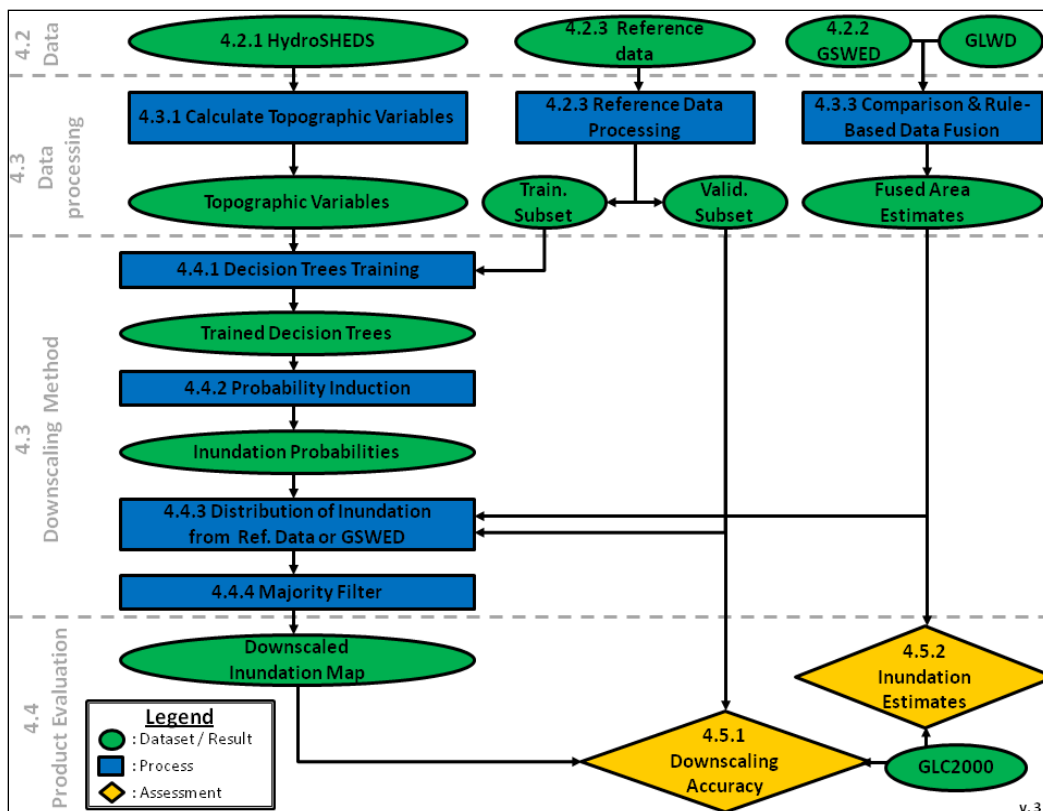 4.2
Data
4.2.1 HydroSHEDS
4.2.3 Reference
data
4.2.2
GSWED
GLWD
4.3
Data
processing
4.3.1 Calculate Topographic Variables
4.2.3 Reference Data
Processing
4.3.3 Comparison & Rule-
Based Data Fusion
Topographic Variables
Train.
Subset
Valid.
Subset
Fused Area
Estimates
4.3
Downscaling Method
4.4.1 Decision Trees Training
Trained Decision Trees
4.4.2 Probability Induction
Inundation Probabilities
4.4.3 Distribution of Inundation
from Ref. Data or GSWED
4.4.4 Majority Filter
4.4
Product Evaluation
Downscaled
Inundation Map
4.5.2
Inundation
Estimates
4.5.1
Downscaling
Accuracy
GLC2000
Legend
: Dataset / Result
: Process
: Assessment
v. 3